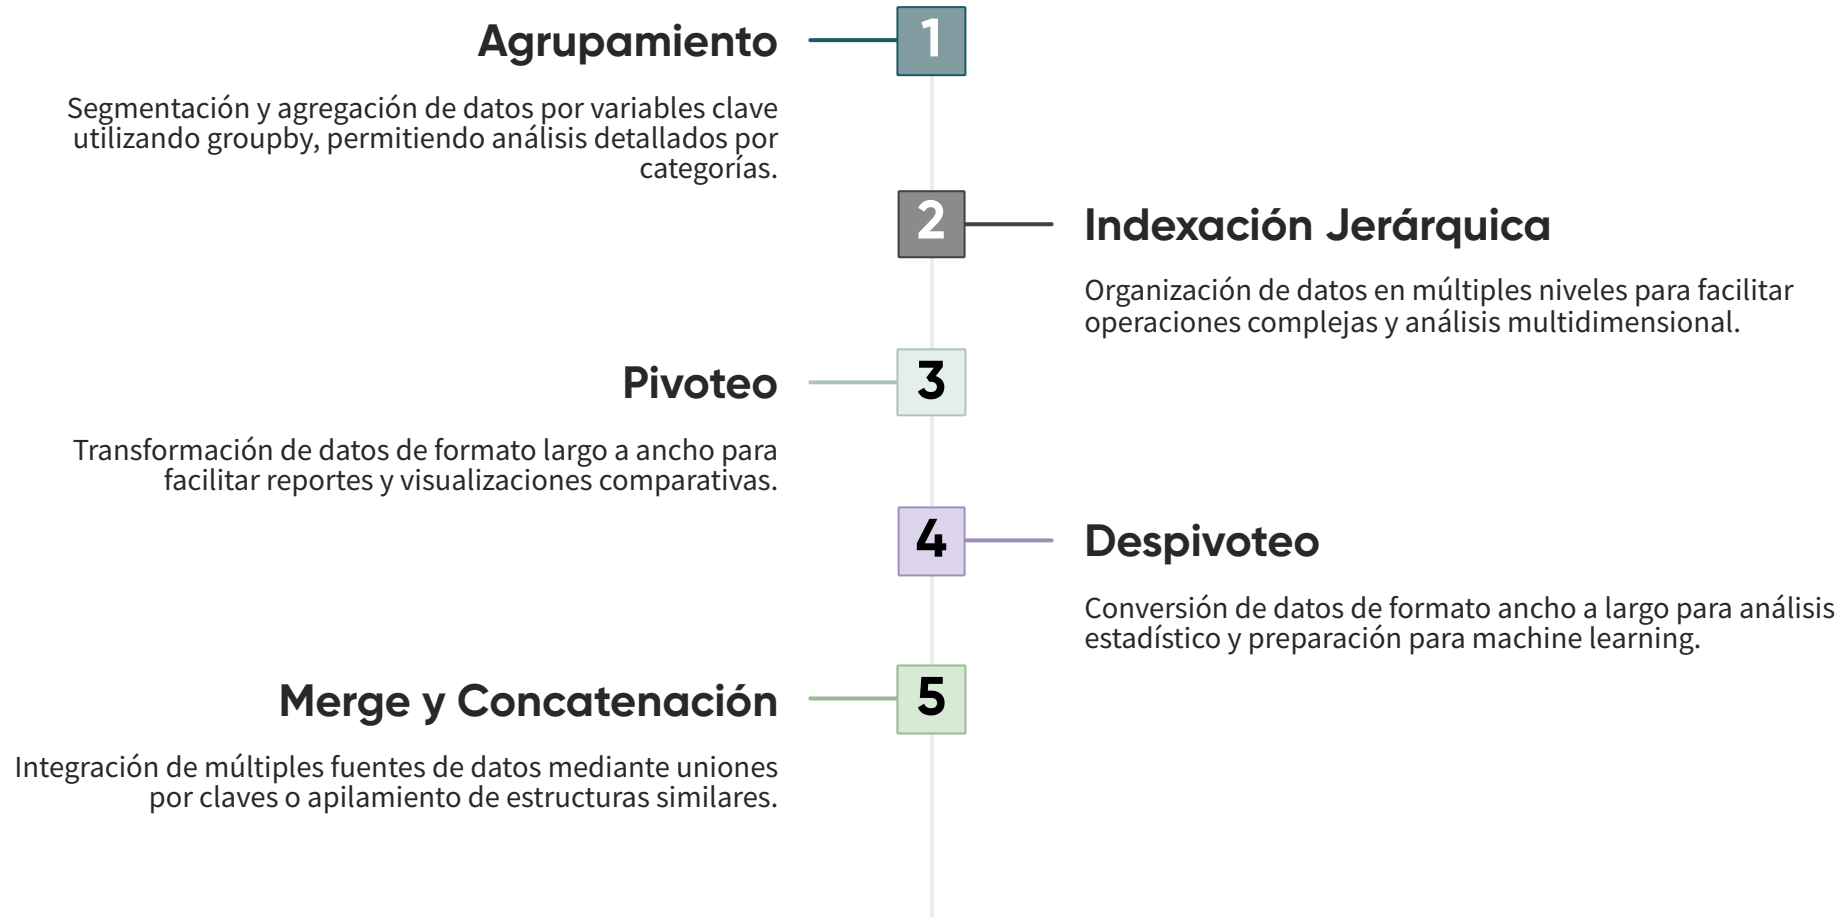 1
Agrupamiento
Segmentación y agregación de datos por variables clave
utilizando groupby, permitiendo análisis detallados por
categorías.
2
Indexación Jerárquica
Organización de datos en múltiples niveles para facilitar
operaciones complejas y análisis multidimensional.
3
Pivoteo
Transformación de datos de formato largo a ancho para
facilitar reportes y visualizaciones comparativas.
4
Despivoteo
Conversión de datos de formato ancho a largo para análisis
estadístico y preparación para machine learning.
5
Merge y Concatenación
Integración de múltiples fuentes de datos mediante uniones
por claves o apilamiento de estructuras similares.